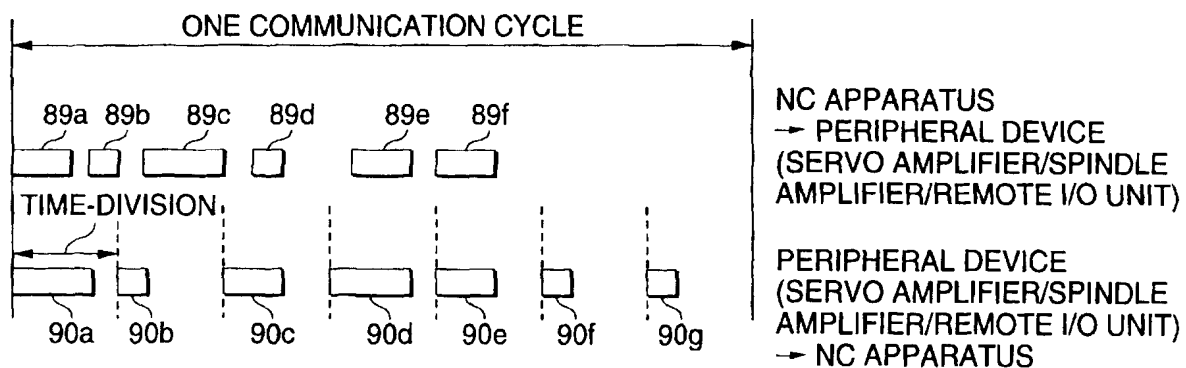 ONE COMMUNICATION CYCLE
89a 89b 89c 89d 89e 89f
NC APPARATUS
→ PERIPHERAL DEVICE
(SERVO AMPLIFIER/SPINDLE
AMPLIFIER/REMOTE I/O UNIT)
TIME-DIVISION
PERIPHERAL DEVICE
(SERVO AMPLIFIER/SPINDLE
AMPLIFIER/REMOTE I/O UNIT)
→ NC APPARATUS
90a 90b 90c 90d 90e 90f 90g